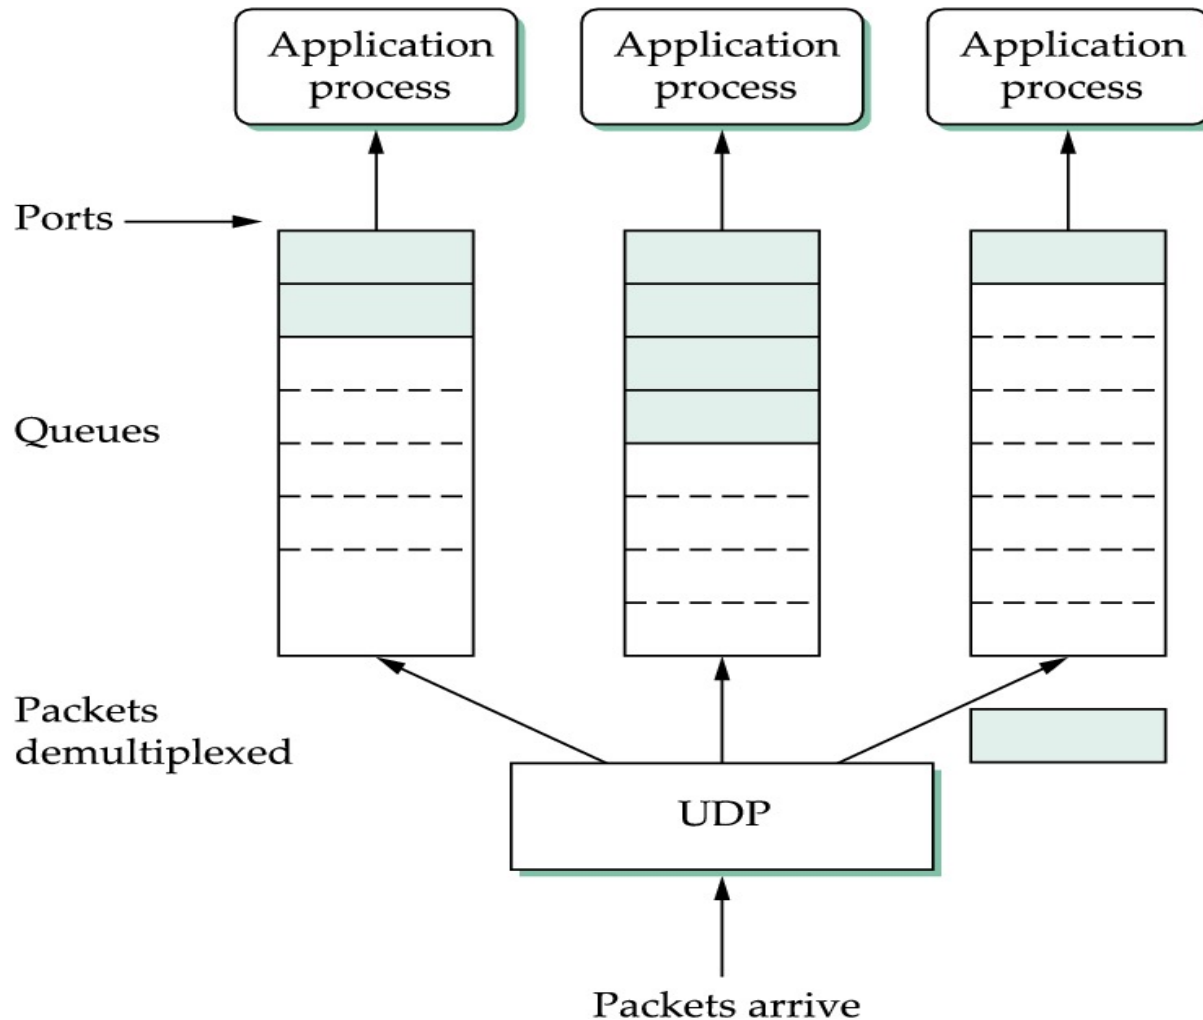 Application
process
Application
process
Application
process
Ports
Queues
Packets
demultiplexed
UDP
Packets arrive